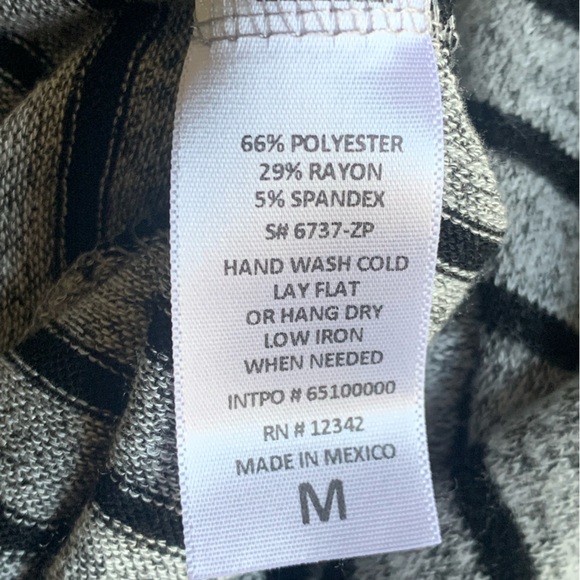 66% POLYESTER
29% RAYON
5% SPANDEX
S# 6737-ZP
HAND WASH COLD
LAY FLAT
OR HANG DRY
LOW IRON
WHEN NEEDED
INTPO # 65100000
RN # 12342
MADE IN MEXICO
M